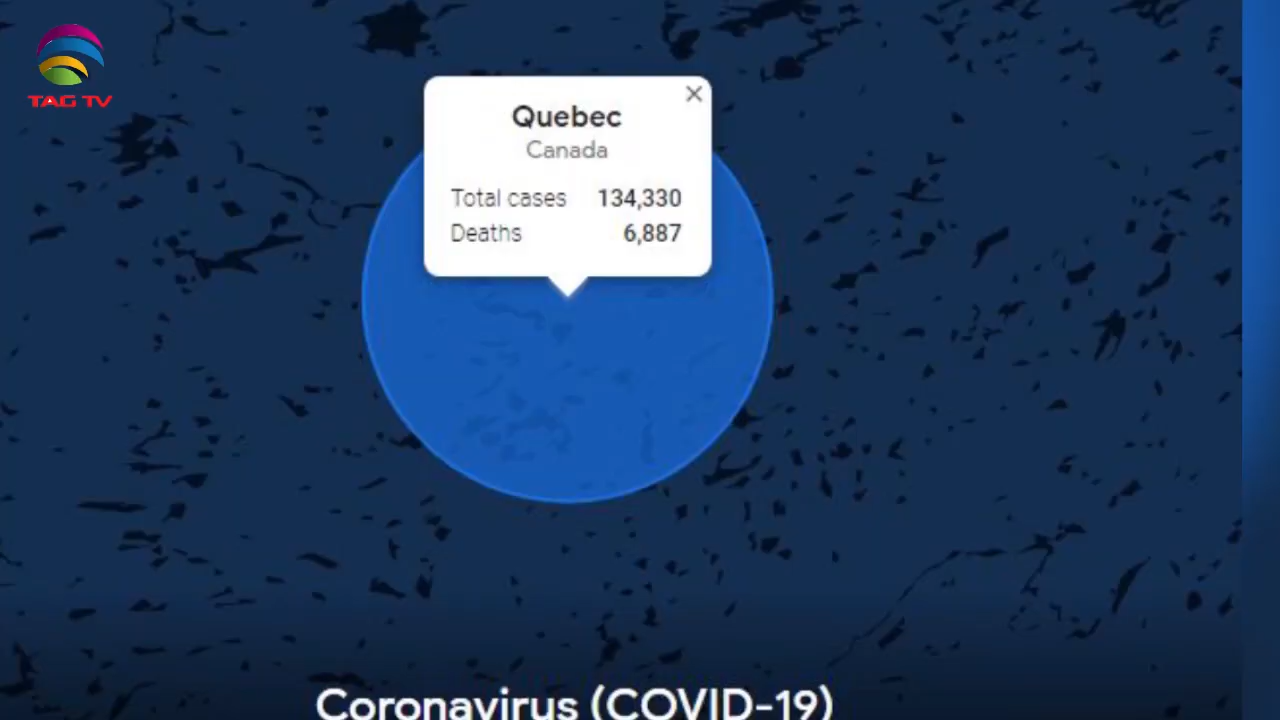 TAG TV
Quebec
Canada
Total cases 134,330
Deaths 6,887
Coronavirus (COVID-19)